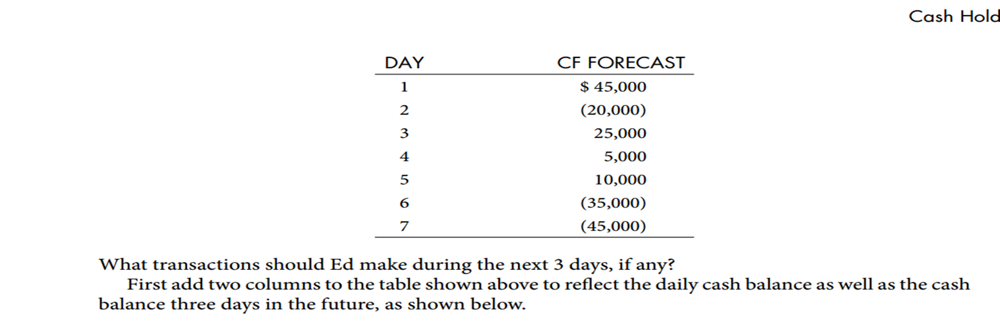 Cash Hold
DAY CF FORECAST
1 $ 45,000
2 (20,000)
3 25,000
4 5,000
5 10,000
6 (35,000)
7 (45,000)
What transactions should Ed make during the next 3 days, if any?
First add two columns to the table shown above to reflect the daily cash balance as well as the cash
balance three days in the future, as shown below.